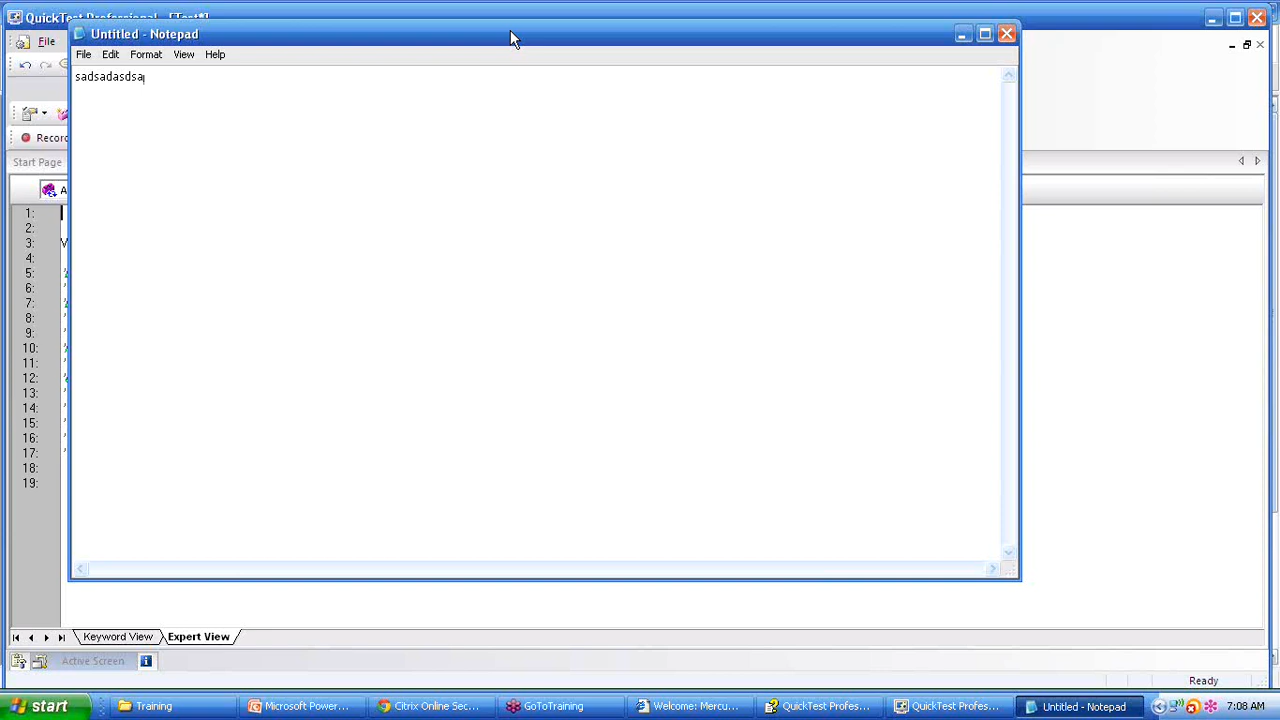 QuickTest Professional - [Test*]
Untitled - Notepad
File
File Edit Format View Help
sadsadasdsa
Record
Start Page
1:
2:
3:
4:
5:
6:
7:
8:
9:
10:
11:
12:
13:
14:
15:
16:
17:
18:
19:
Keyword View Expert View
Active Screen
Ready
start
Training
Microsoft Power...
Chrome Online Sec...
GoToTraining
Welcome: Mercu...
QuickTest Profes...
QuickTest Profes...
Untitled - Notepad
7:08 AM